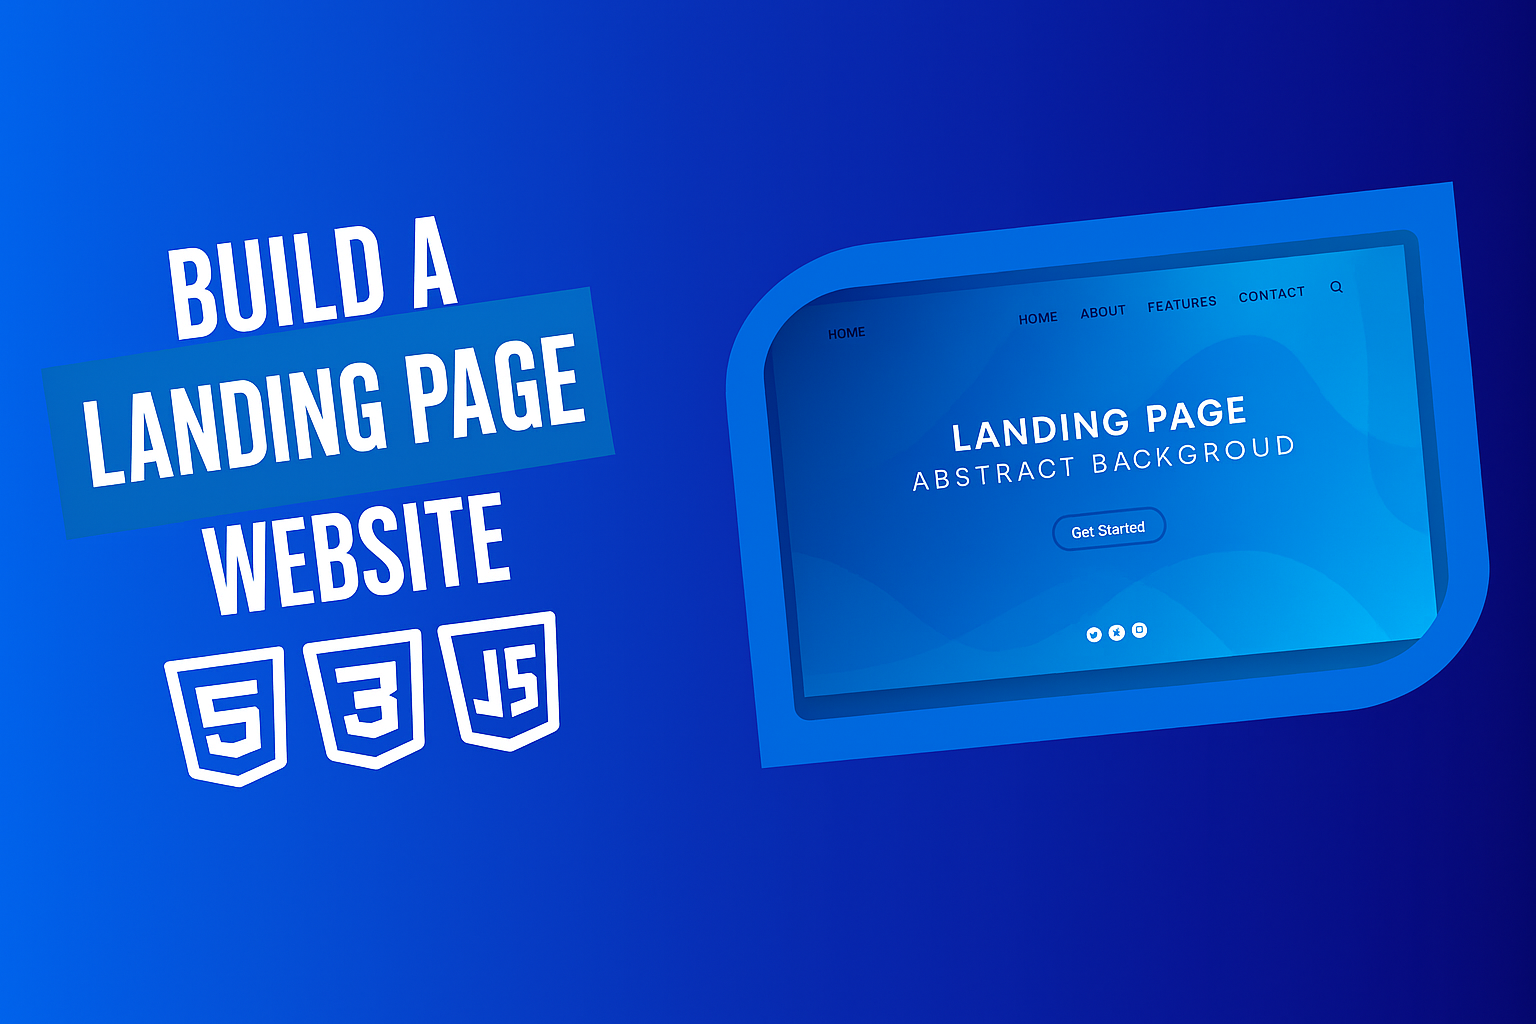 BUILD A
LANDING PAGE
WEBSITE
5 3 JS
HOME HOME ABOUT FEATURES CONTACT
LANDING PAGE
ABSTRACT BACKGROUD
Get Started